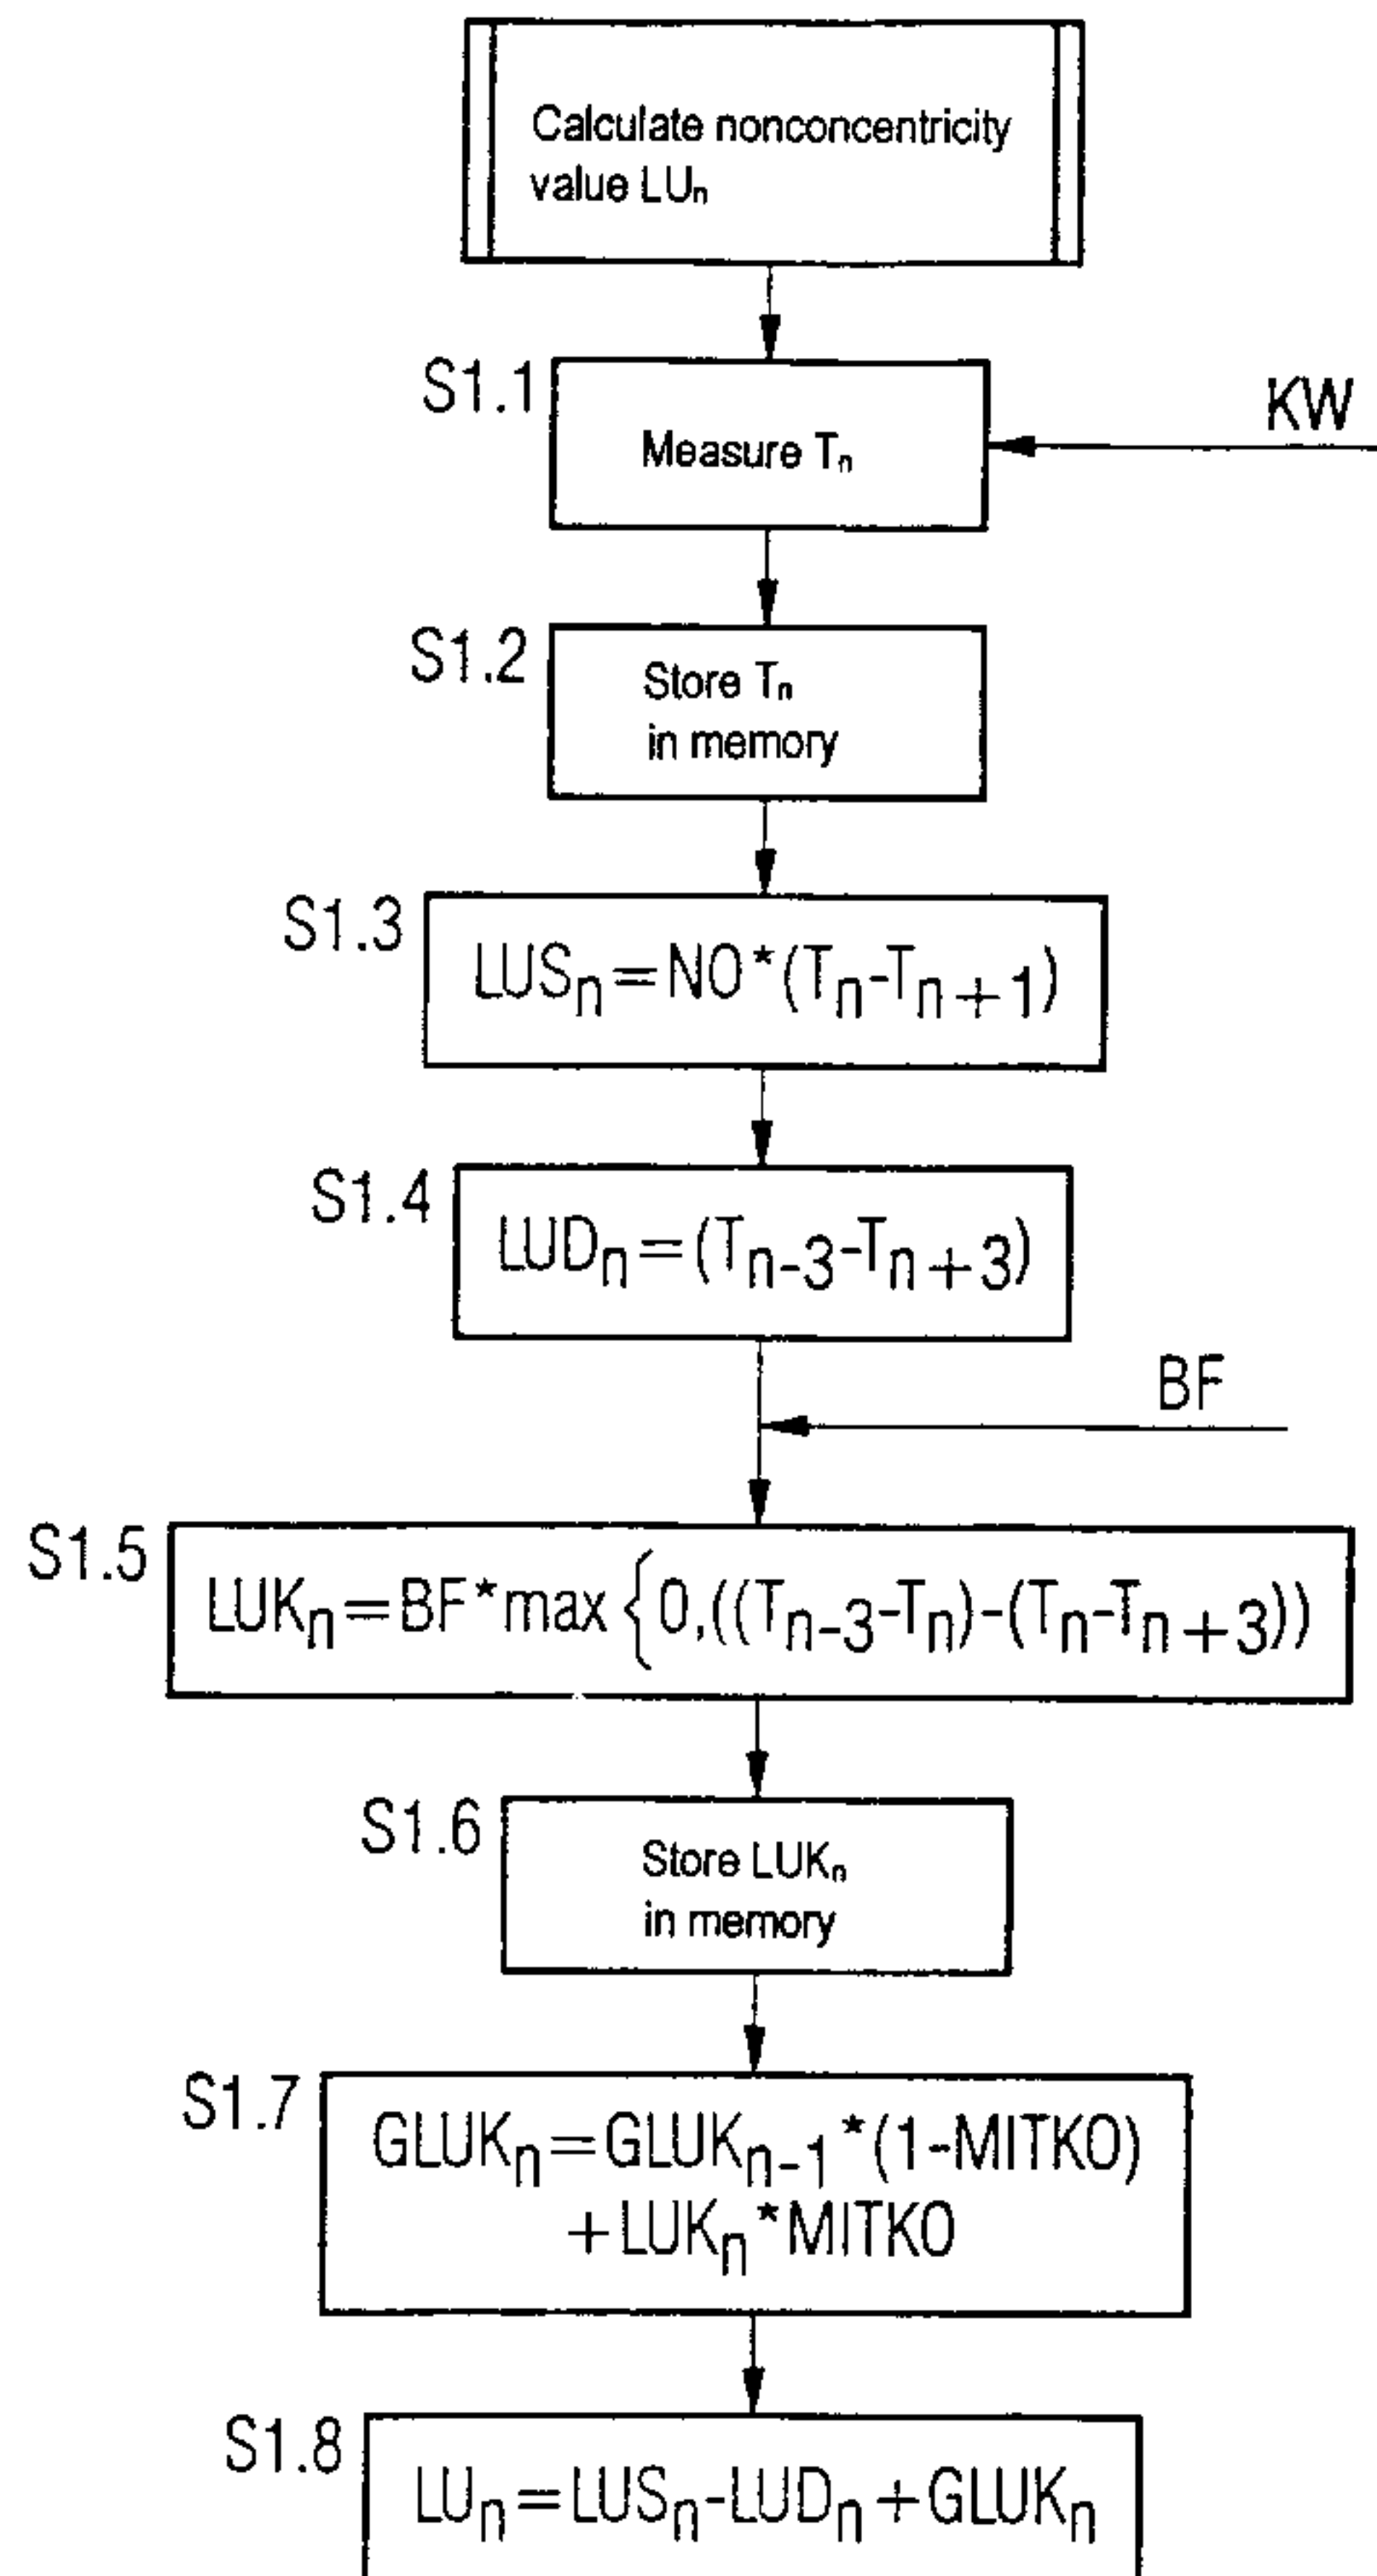 Calculate nonconcentricity
value LUn
S1.1
Measure Tn
KW
S1.2
Store Tn
in memory
S1.3
LUSn=NO*(Tn-Tn+1)
S1.4
LUDn=(Tn-3-Tn+3)
BF
S1.5
LUKn=BF*max{0,((Tn-3-Tn)-(Tn-Tn+3))
S1.6
Store LUKn
in memory
S1.7
GLUKn=GLUKn-1*(1-MITKO)
+LUKn*MITKO
S1.8
LUn=LUSn-LUDn+GLUKn